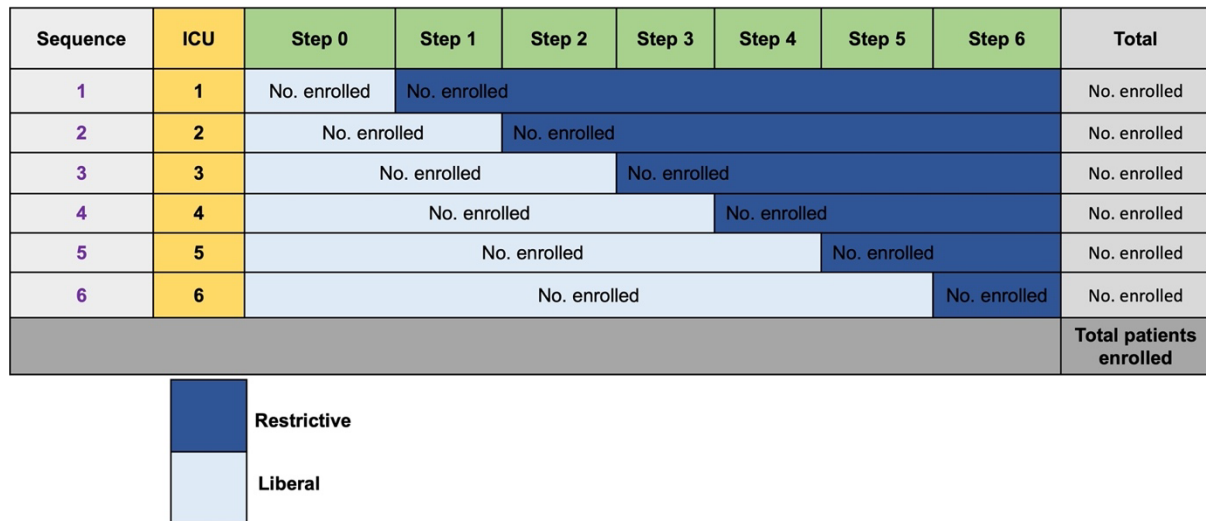 Sequence ICU Step 0 Step 1 Step 2 Step 3 Step 4 Step 5 Step 6 Total
1 1 No. enrolled No. enrolled No. enrolled
2 2 No. enrolled No. enrolled No. enrolled
3 3 No. enrolled No. enrolled No. enrolled
4 4 No. enrolled No. enrolled No. enrolled
5 5 No. enrolled No. enrolled No. enrolled
6 6 No. enrolled No. enrolled No. enrolled
Total patients
enrolled
Restrictive
Liberal